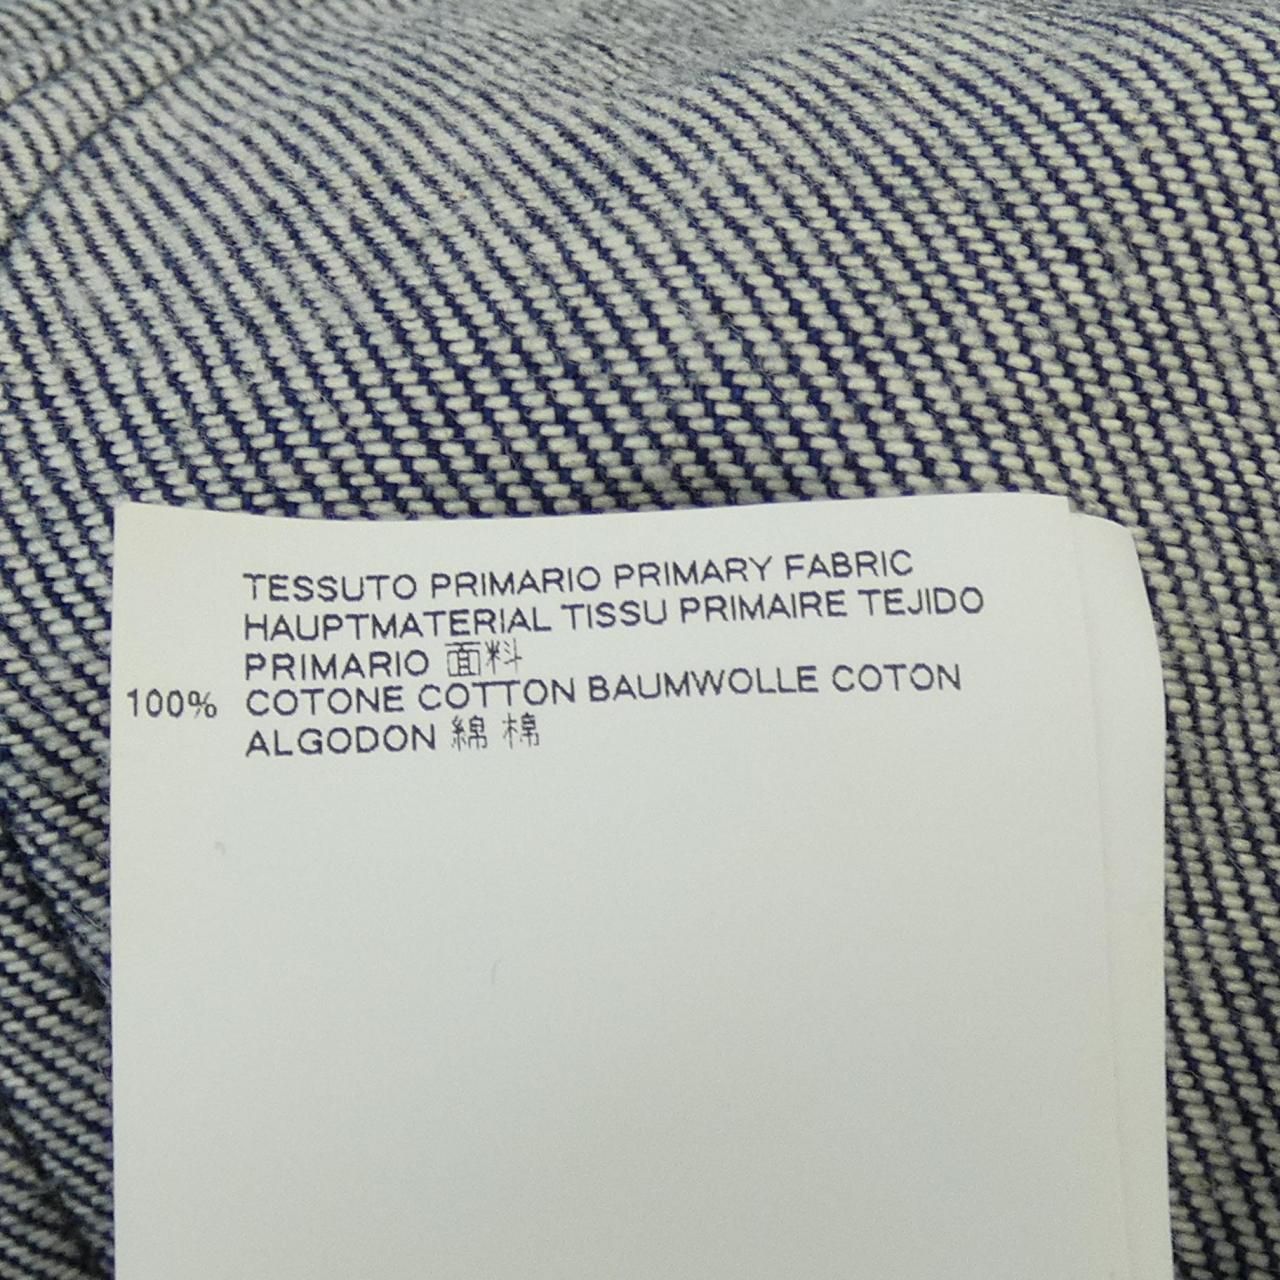 TESSUTO PRIMARIO PRIMARY FABRIC
HAUPTMATERIAL TISSU PRIMAIRE TEJIDO
PRIMARIO 面料
100% COTONE COTTON BAUMWOLLE COTON
ALGODON 綿 棉